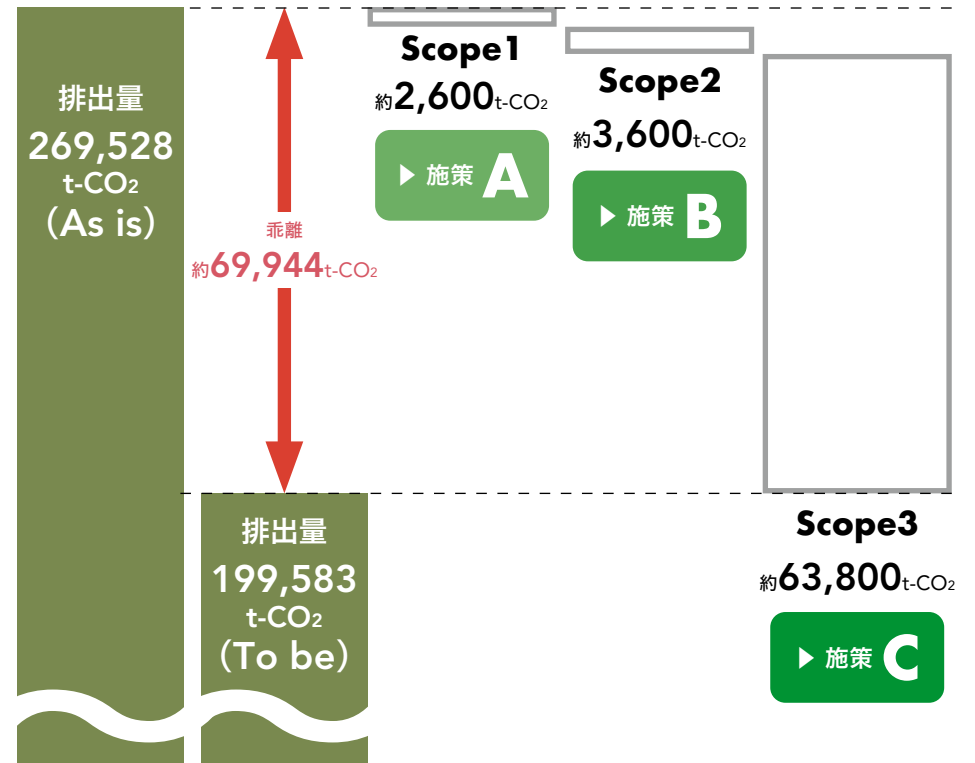 排出量
269,528
t-CO2
(As is)
乖離
約69,944t-CO2
排出量
199,583
t-CO2
(To be)
Scope1
約2,600t-CO2
▶ 施策 A
Scope2
約3,600t-CO2
▶ 施策 B
Scope3
約63,800t-CO2
▶ 施策 C